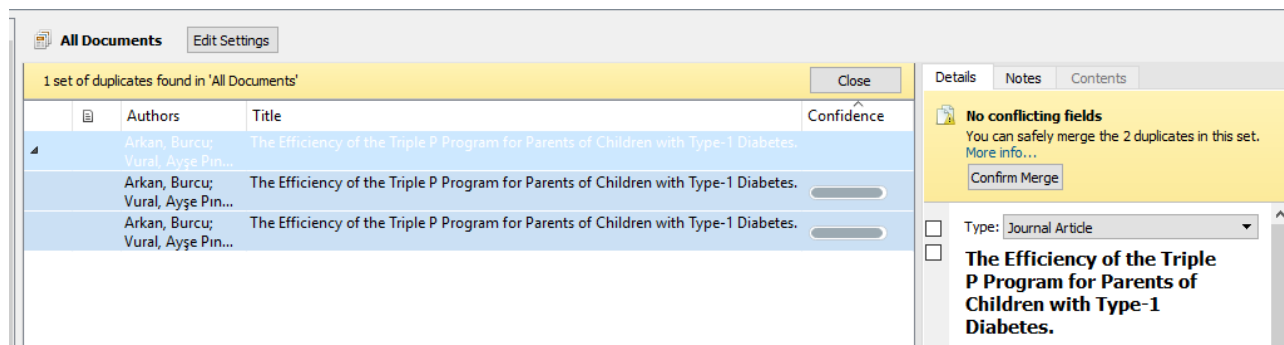 All Documents Edit Settings
1 set of duplicates found in 'All Documents' Close
Authors Title Confidence
Arkan, Burcu; The Efficiency of the Triple P Program for Parents of Children with Type-1 Diabetes.
Vural, Ayşe Pın...
Arkan, Burcu; The Efficiency of the Triple P Program for Parents of Children with Type-1 Diabetes.
Vural, Ayşe Pın...
Arkan, Burcu; The Efficiency of the Triple P Program for Parents of Children with Type-1 Diabetes.
Vural, Ayşe Pın...
Details Notes Contents
No conflicting fields
You can safely merge the 2 duplicates in this set.
More info...
Confirm Merge
Type: Journal Article
The Efficiency of the Triple
P Program for Parents of
Children with Type-1
Diabetes.